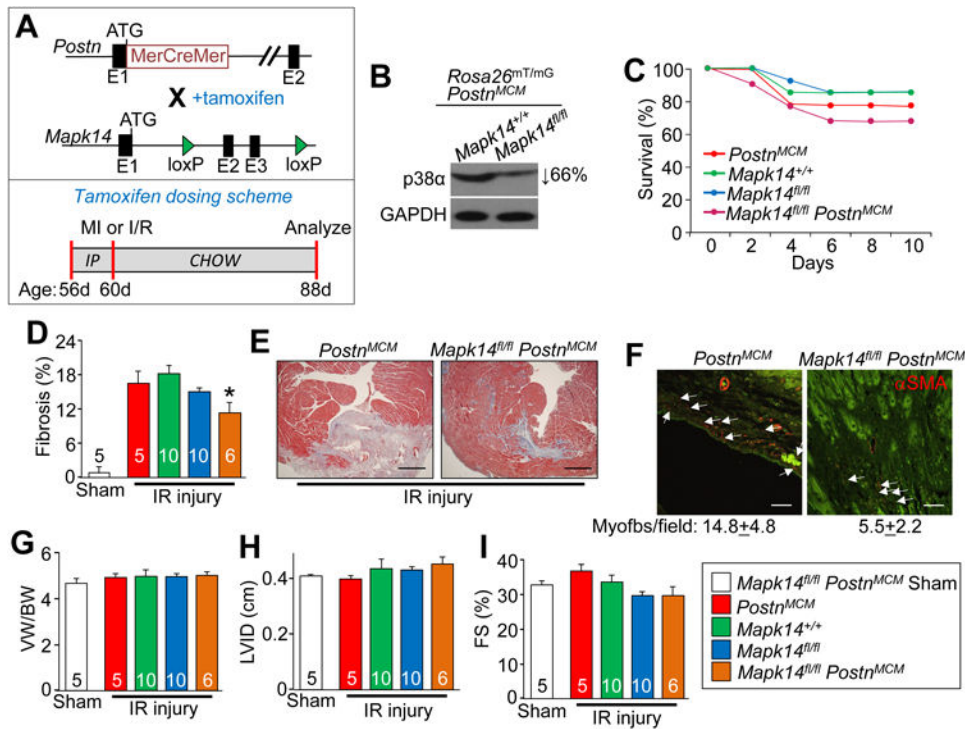 A
Postn
ATG
MerCreMer
E1
E2
X +tamoxifen
Mapk14
ATG
E1
loxP
E2
E3
loxP
Tamoxifen dosing scheme
MI or I/R
Analyze
IP
CHOW
Age: 56d
60d
88d
B
Rosa26mT/mG
PostnMCM
Mapk14+/+
Mapk14fl/fl
p38α
↓66%
GAPDH
C
Survival (%)
100
80
60
40
20
0
PostnMCM
Mapk14+/+
Mapk14fl/fl
Mapk14fl/fl PostnMCM
0 2 4 6 8 10
Days
D
Fibrosis (%)
18
12
6
0
5
5
10
10
6
*
Sham
IR injury
E
PostnMCM
Mapk14fl/fl PostnMCM
IR injury
F
PostnMCM
Mapk14fl/fl PostnMCM
αSMA
Myofbs/field: 14.8±4.8
5.5±2.2
G
VW/BW
6
4
2
0
5
5
10
10
6
Sham
IR injury
H
LVID (cm)
0.4
0.2
0
5
5
10
10
6
Sham
IR injury
I
FS (%)
40
30
20
10
0
5
5
10
10
6
Sham
IR injury
Mapk14fl/fl PostnMCM Sham
PostnMCM
Mapk14+/+
Mapk14fl/fl
Mapk14fl/fl PostnMCM